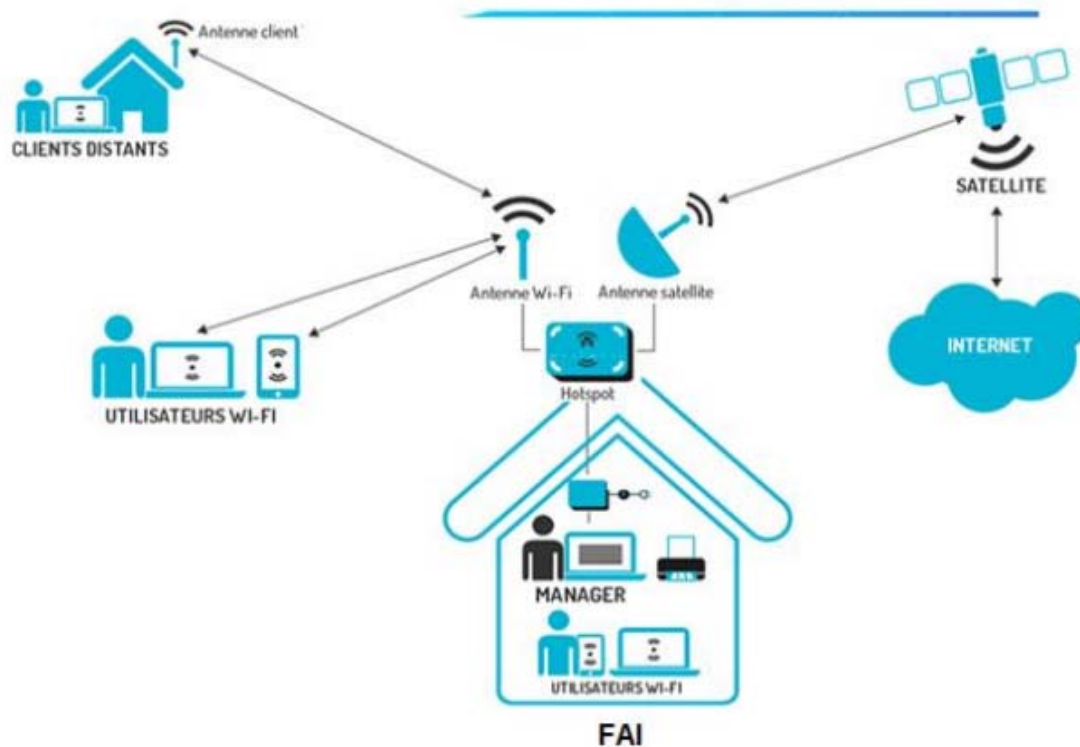 Antenne client
CLIENTS DISTANTS
SATELLITE
Antenne Wi-Fi
Antenne satellite
INTERNET
Hotspot
UTILISATEURS WI-FI
MANAGER
UTILISATEURS WI-FI
FAI